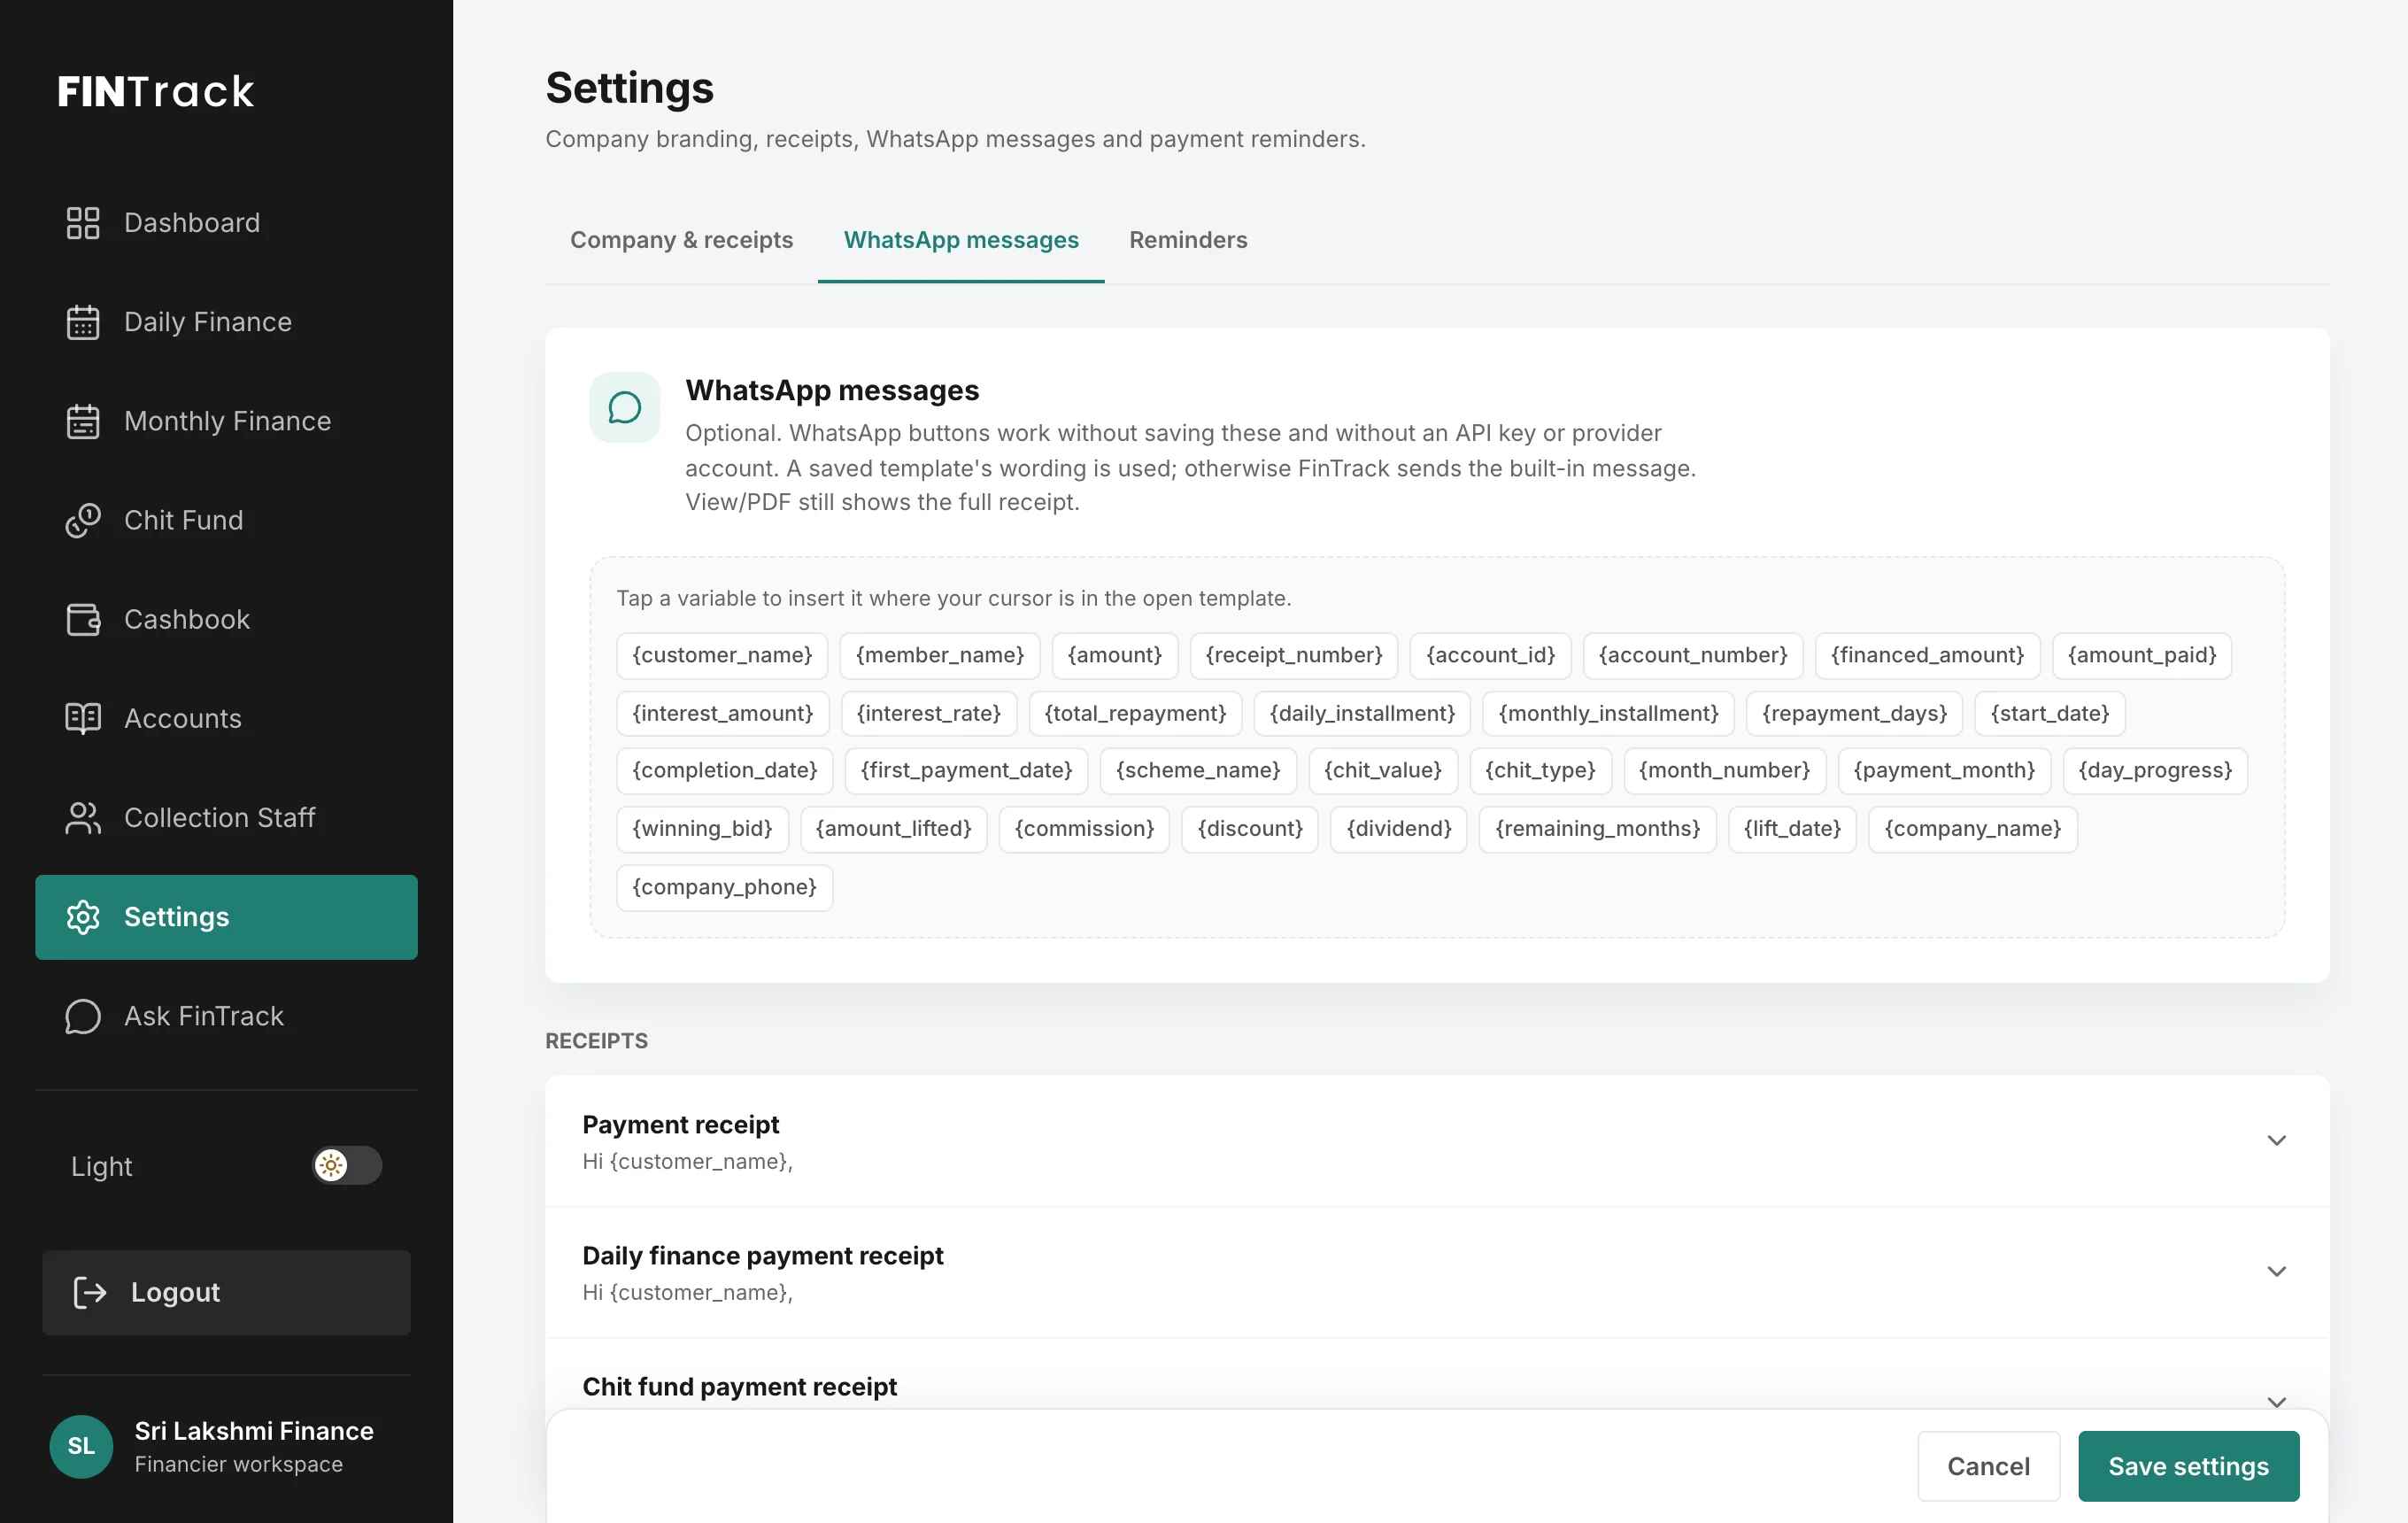 FINTrack
Dashboard
Daily Finance
Monthly Finance
Chit Fund
Cashbook
Accounts
Collection Staff
Settings
Ask FinTrack
Light
Logout
SL
Sri Lakshmi Finance
Financier workspace
Settings
Company branding, receipts, WhatsApp messages and payment reminders.
Company & receipts
WhatsApp messages
Reminders
WhatsApp messages
Optional. WhatsApp buttons work without saving these and without an API key or provider
account. A saved template's wording is used; otherwise FinTrack sends the built-in message.
View/PDF still shows the full receipt.
Tap a variable to insert it where your cursor is in the open template.
{customer_name} {member_name} {amount} {receipt_number} {account_id} {account_number} {financed_amount} {amount_paid}
{interest_amount} {interest_rate} {total_repayment} {daily_installment} {monthly_installment} {repayment_days} {start_date}
{completion_date} {first_payment_date} {scheme_name} {chit_value} {chit_type} {month_number} {payment_month} {day_progress}
{winning_bid} {amount_lifted} {commission} {discount} {dividend} {remaining_months} {lift_date} {company_name}
{company_phone}
RECEIPTS
Payment receipt
Hi {customer_name},
Daily finance payment receipt
Hi {customer_name},
Chit fund payment receipt
Cancel
Save settings